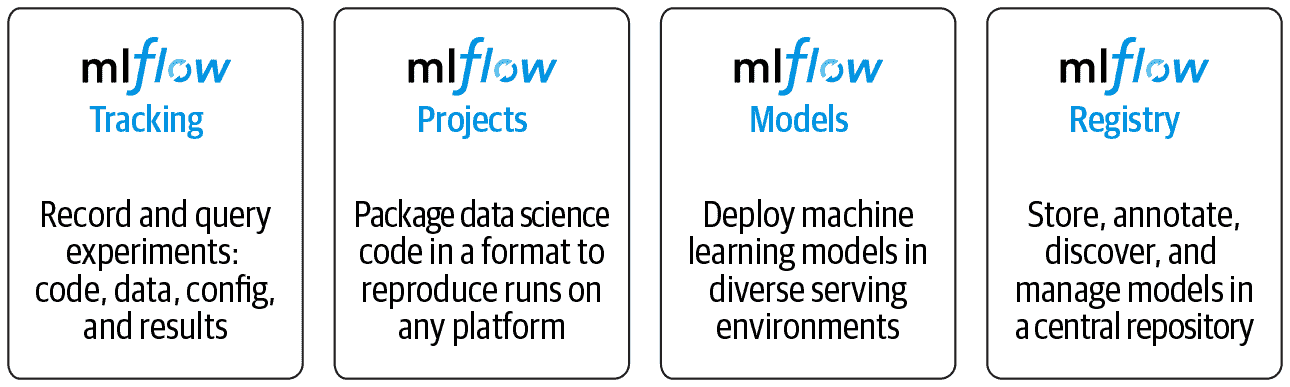 mlflow
Tracking
Record and query
experiments:
code, data, config,
and results
mlflow
Projects
Package data science
code in a format to
reproduce runs on
any platform
mlflow
Models
Deploy machine
learning models in
diverse serving
environments
mlflow
Registry
Store, annotate,
discover, and
manage models in
a central repository